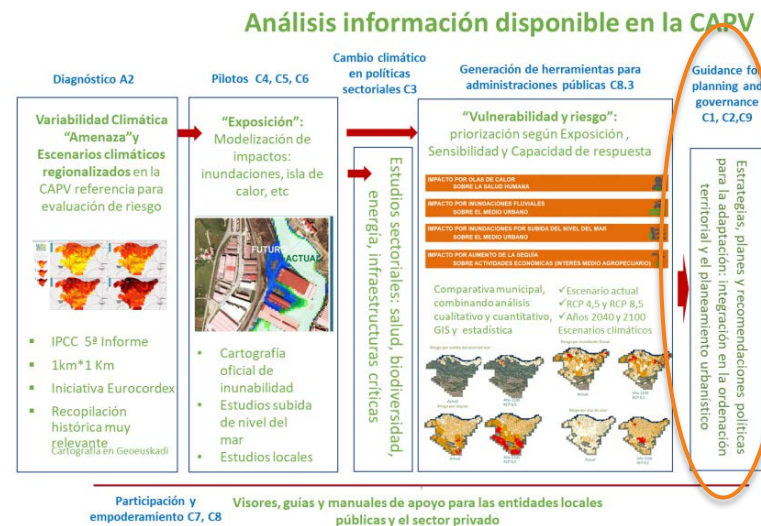 Análisis información disponible en la CAPV
Diagnóstico A2
Variabilidad Climática
“Amenaza”y
Escenarios climáticos
regionalizados en la
CAPV referencia para
evaluación de riesgo
IPCC 5ª Informe
1km*1 Km
Iniciativa Eurocordex
Recopilación
histórica muy
relevante
Cartografía en Geoeuskadi
Pilotos C4, C5, C6
“Exposición”:
Modelización de
impactos:
inundaciones, isla de
calor, etc
FUTURO
ACTUAL
Cartografía
oficial de
inunabilidad
Estudios subida
de nivel del
mar
Estudios locales
Cambio climático
en políticas
sectoriales C3
Estudios sectoriales: salud, biodiversidad,
energía, infraestructuras críticas
Generación de herramientas para
administraciones públicas C8.3
“Vulnerabilidad y riesgo”:
priorización según Exposición ,
Sensibilidad y Capacidad de respuesta
IMPACTO POR OLAS DE CALOR
SOBRE LA SALUD HUMANA
IMPACTO POR INUNDACIONES FLUVIALES
SOBRE EL MEDIO URBANO
IMPACTO POR INUNDACIONES POR SUBIDA DEL NIVEL DEL MAR
SOBRE EL MEDIO URBANO
IMPACTO POR AUMENTO DE LA SEQUÍA
SOBRE ACTIVIDADES ECONÓMICAS (INTERÉS MEDIO AGROPECUARIO)
Comparativa municipal,
combinando análisis
cualitativo y cuantitativo,
GIS y estadística
✓Escenario actual
✓RCP 4,5 y RCP 8,5
✓Años 2040 y 2100
Escenarios climáticos
Actual
Actual
Actual
Actual
Guidance for
planning and
governance
C1, C2,C9
Estrategias, planes y recomendaciones políticas
para la adaptación: integración en la ordenación
territorial y el planeamiento urbanístico
Participación y
empoderamiento C7, C8
Visores, guías y manuales de apoyo para las entidades locales
públicas y el sector privado